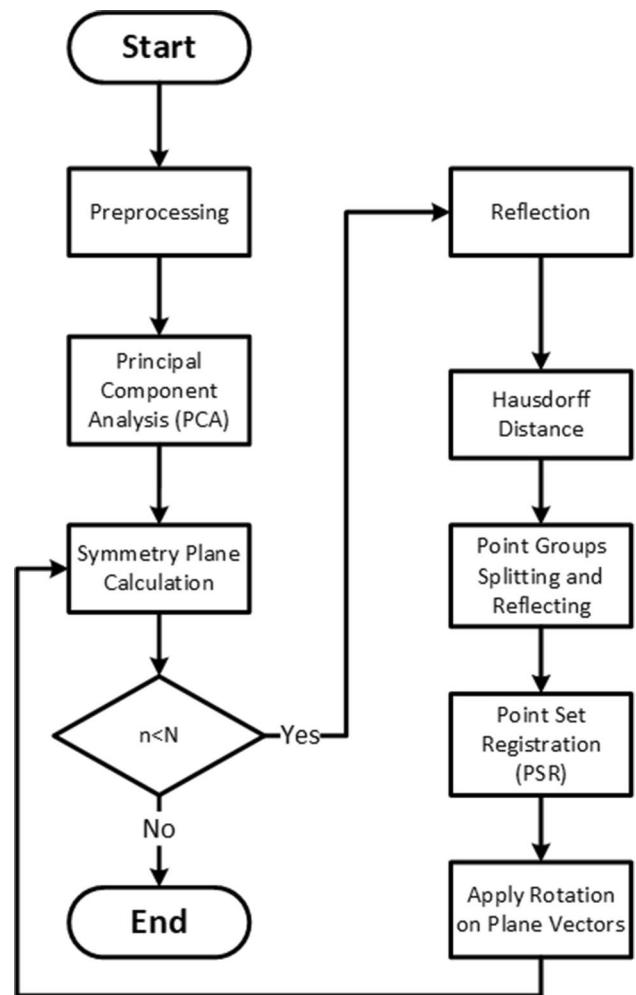 Start
Preprocessing
Principal
Component
Analysis (PCA)
Symmetry Plane
Calculation
n<N
Yes
No
End
Reflection
Hausdorff
Distance
Point Groups
Splitting and
Reflecting
Point Set
Registration
(PSR)
Apply Rotation
on Plane Vectors